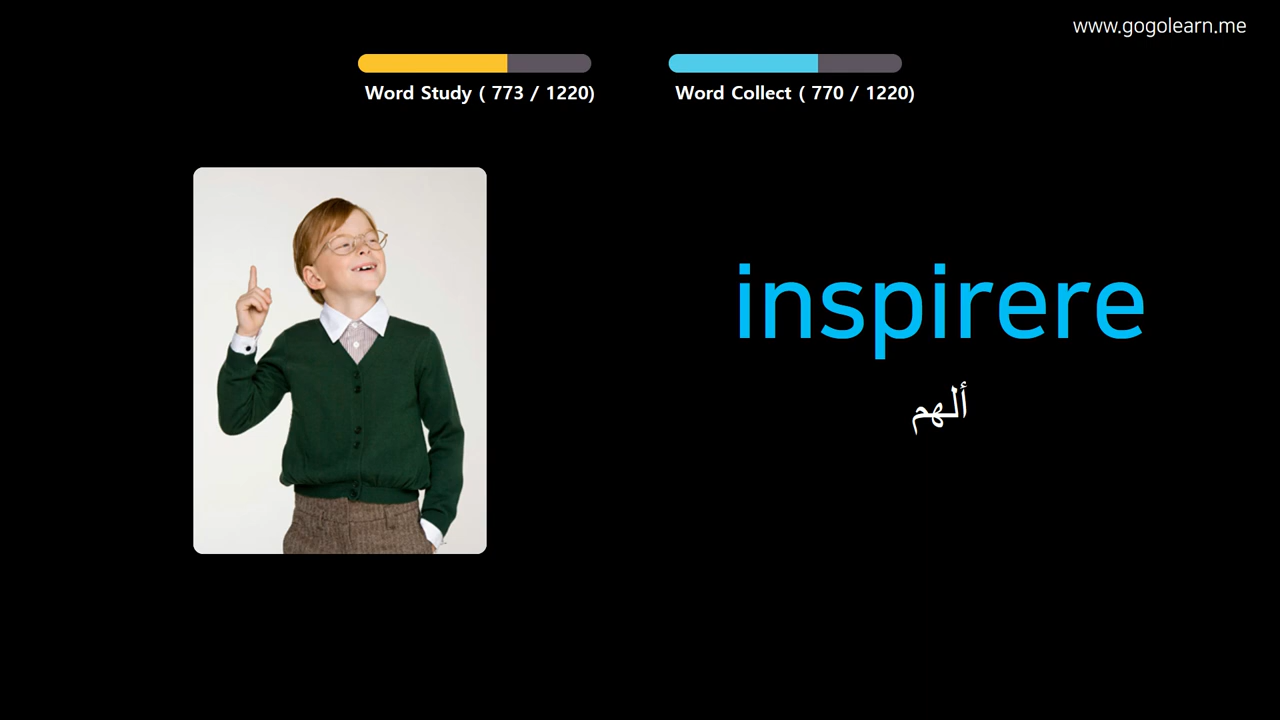 www.gogolearn.me
Word Study ( 773 / 1220)
Word Collect ( 770 / 1220)
inspirere
ألهم